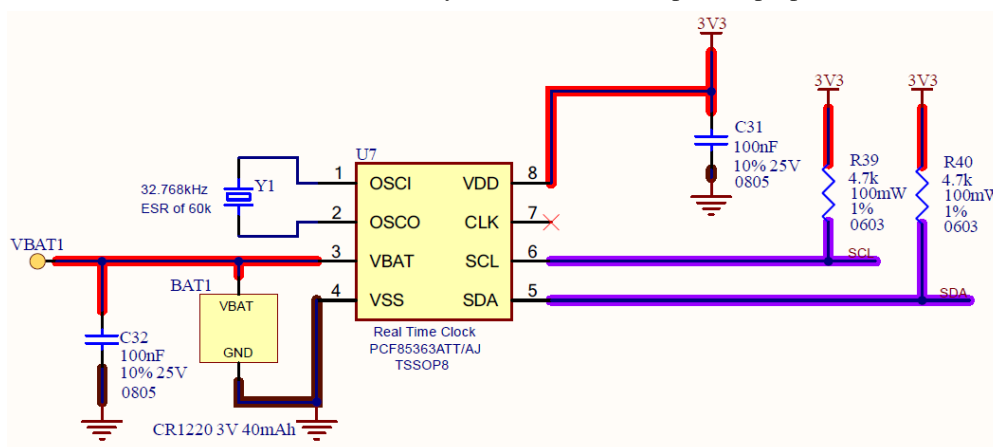 3V3
3V3
3V3
C31
100nF
10% 25V
0805
R39
4.7k
100mW
1%
0603
R40
4.7k
100mW
1%
0603
U7
32.768kHz
ESR of 60k
Y1
1
OSCI
VDD
8
2
OSCO
CLK
7
VBAT1
3
VBAT
SCL
6
SCL
4
VSS
SDA
5
SDA
BAT1
VBAT
GND
C32
100nF
10% 25V
0805
Real Time Clock
PCF85363ATT/AJ
TSSOP8
CR1220 3V 40mAh